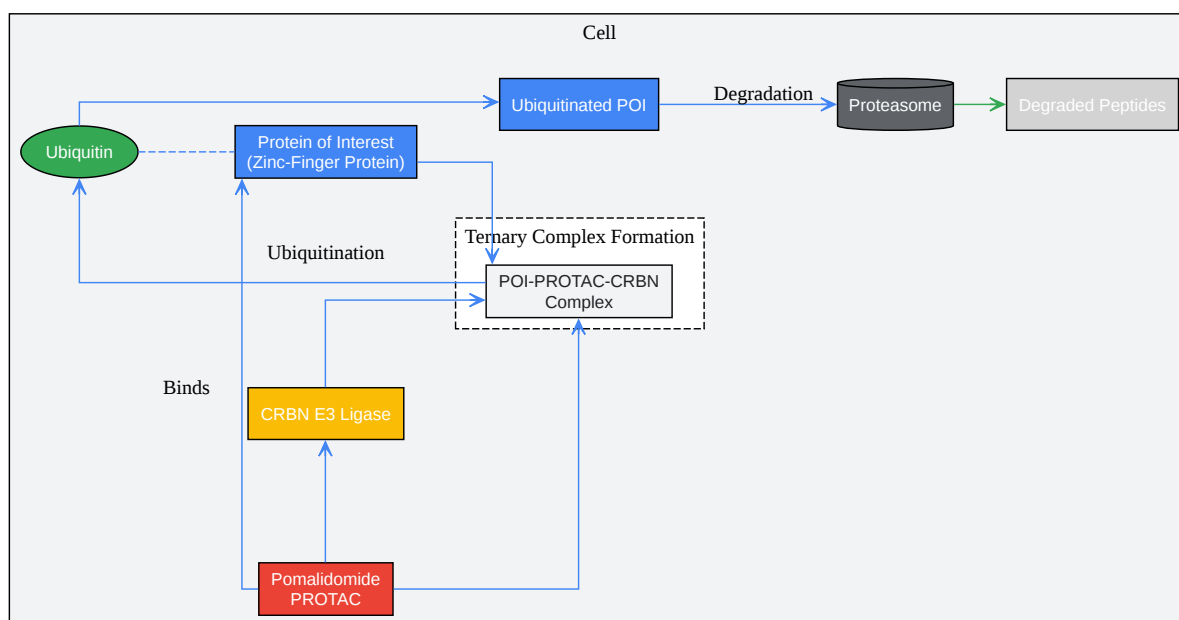 Cell
Ubiquitinated POI
Degradation
Proteasome
Degraded Peptides
Ubiquitin
Protein of Interest
(Zinc-Finger Protein)
Ternary Complex Formation
Ubiquitination
POI-PROTAC-CRBN
Complex
Binds
CRBN E3 Ligase
Pomalidomide
PROTAC